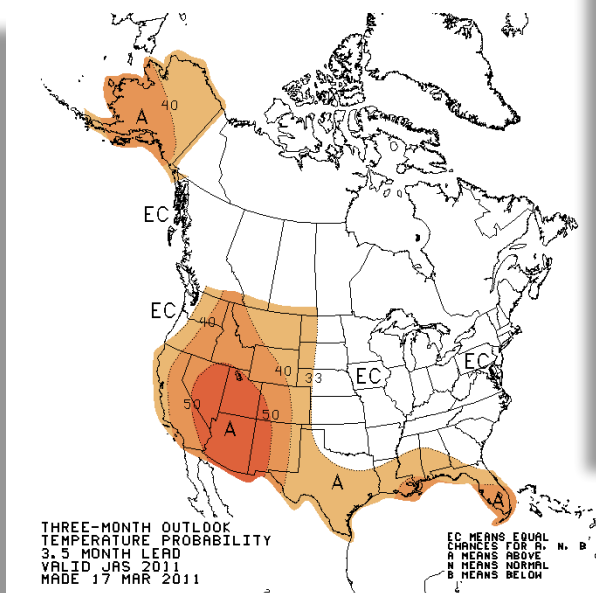 40
A
EC
EC
40
40
33
EC
EC
50
50
A
A
A
THREE-MONTH OUTLOOK
TEMPERATURE PROBABILITY
3.5 MONTH LEAD
VALID JAS 2011
MADE 17 MAR 2011
EC MEANS EQUAL
CHANCES FOR A, N, B
A MEANS ABOVE
N MEANS NORMAL
B MEANS BELOW